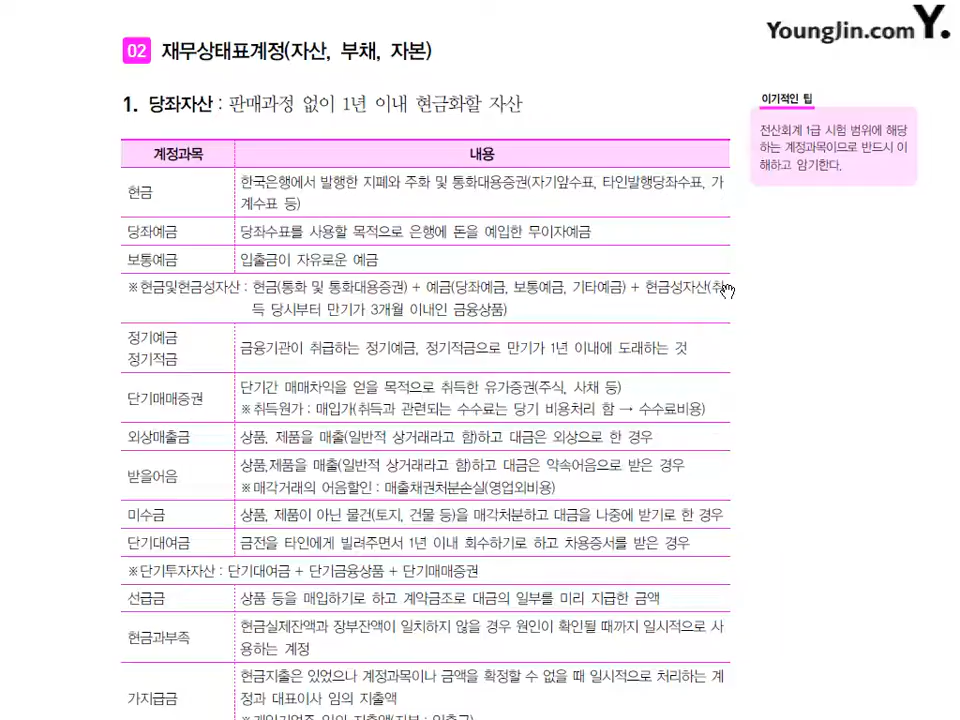 YoungJin.com Y.
02 재무상태표계정(자산, 부채, 자본)
1. 당좌자산 : 판매과정 없이 1년 이내 현금화할 자산
이기적인 팁
전산회계 1급 시험 범위에 해당
하는 계정과목이므로 반드시 이
해하고 암기한다.
계정과목 내용
현금
한국은행에서 발행한 지폐와 주화 및 통화대용증권(자기앞수표, 타인발행당좌수표, 가
계수표 등)
당좌예금 당좌수표를 사용할 목적으로 은행에 돈을 예입한 무이자예금
보통예금 입출금이 자유로운 예금
※현금및현금성자산 : 현금(통화 및 통화대용증권) + 예금(당좌예금, 보통예금, 기타예금) + 현금성자산(취
득 당시부터 만기가 3개월 이내인 금융상품)
정기예금
정기적금
금융기관이 취급하는 정기예금, 정기적금으로 만기가 1년 이내에 도래하는 것
단기매매증권
단기간 매매차익을 얻을 목적으로 취득한 유가증권(주식, 사채 등)
※취득원가 : 매입가(취득과 관련되는 수수료는 당기 비용처리 함 → 수수료비용)
외상매출금 상품, 제품을 매출(일반적 상거래라고 함)하고 대금은 외상으로 한 경우
받을어음
상품,제품을 매출(일반적 상거래라고 함)하고 대금은 약속어음으로 받은 경우
※매각거래의 어음할인 : 매출채권처분손실(영업외비용)
미수금 상품, 제품이 아닌 물건(토지, 건물 등)을 매각처분하고 대금을 나중에 받기로 한 경우
단기대여금 금전을 타인에게 빌려주면서 1년 이내 회수하기로 하고 차용증서를 받은 경우
※단기투자자산 : 단기대여금 + 단기금융상품 + 단기매매증권
선급금 상품 등을 매입하기로 하고 계약금조로 대금의 일부를 미리 지급한 금액
현금과부족
현금실제잔액과 장부잔액이 일치하지 않을 경우 원인이 확인될 때까지 일시적으로 사
용하는 계정
가지급금
현금지출은 있었으나 계정과목이나 금액을 확정할 수 없을 때 일시적으로 처리하는 계
정과 대표이사 임의 지출액